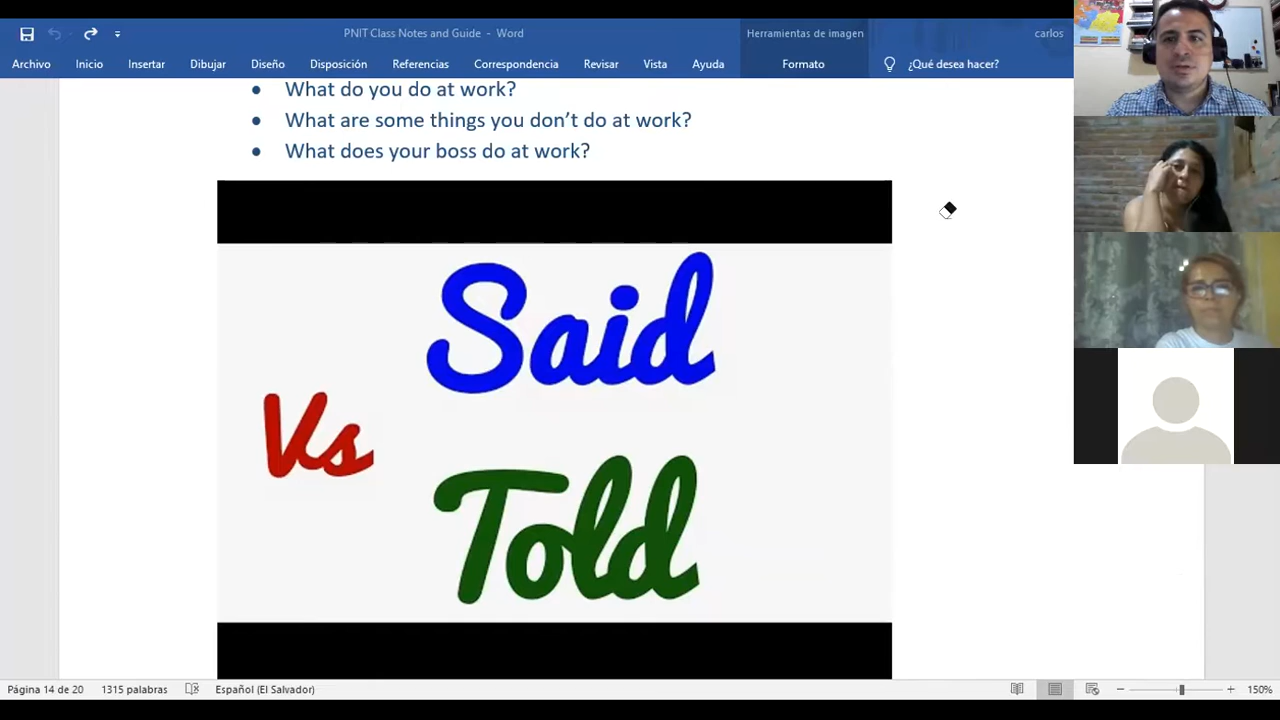 PNIT Class Notes and Guide - Word
Herramientas de imagen
carlos
Archivo Inicio Insertar Dibujar Diseño Disposición Referencias Correspondencia Revisar Vista Ayuda Formato ¿Qué desea hacer?
• What do you do at work?
• What are some things you don’t do at work?
• What does your boss do at work?
Said
Vs
Told
Página 14 de 20 1315 palabras Español (El Salvador) 150%